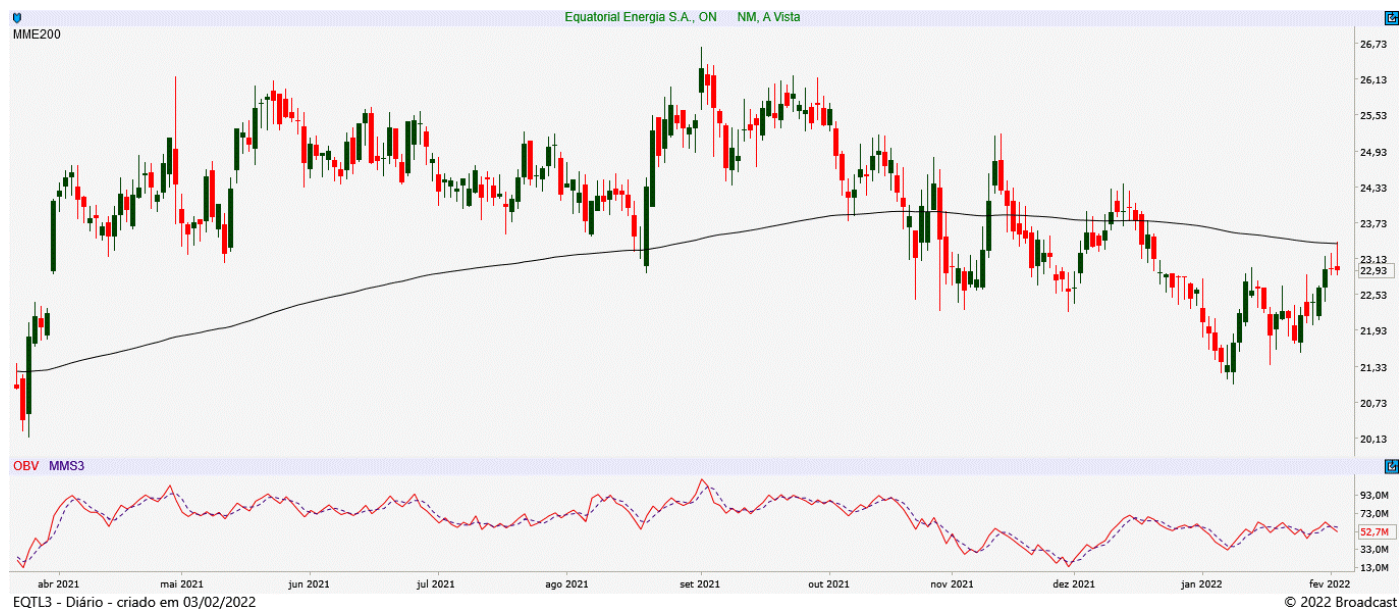 Equatorial Energia S.A., ON NM, A Vista
MME200
26,73
26,13
25,53
24,93
24,33
23,73
23,13
22,93
22,53
21,93
21,33
20,73
20,13
OBV MMS3
93,0M
73,0M
52,7M
33,0M
13,0M
abr 2021 mai 2021 jun 2021 jul 2021 ago 2021 set 2021 out 2021 nov 2021 dez 2021 jan 2022 fev 2022
EQTL3 - Diário - criado em 03/02/2022 © 2022 Broadcast